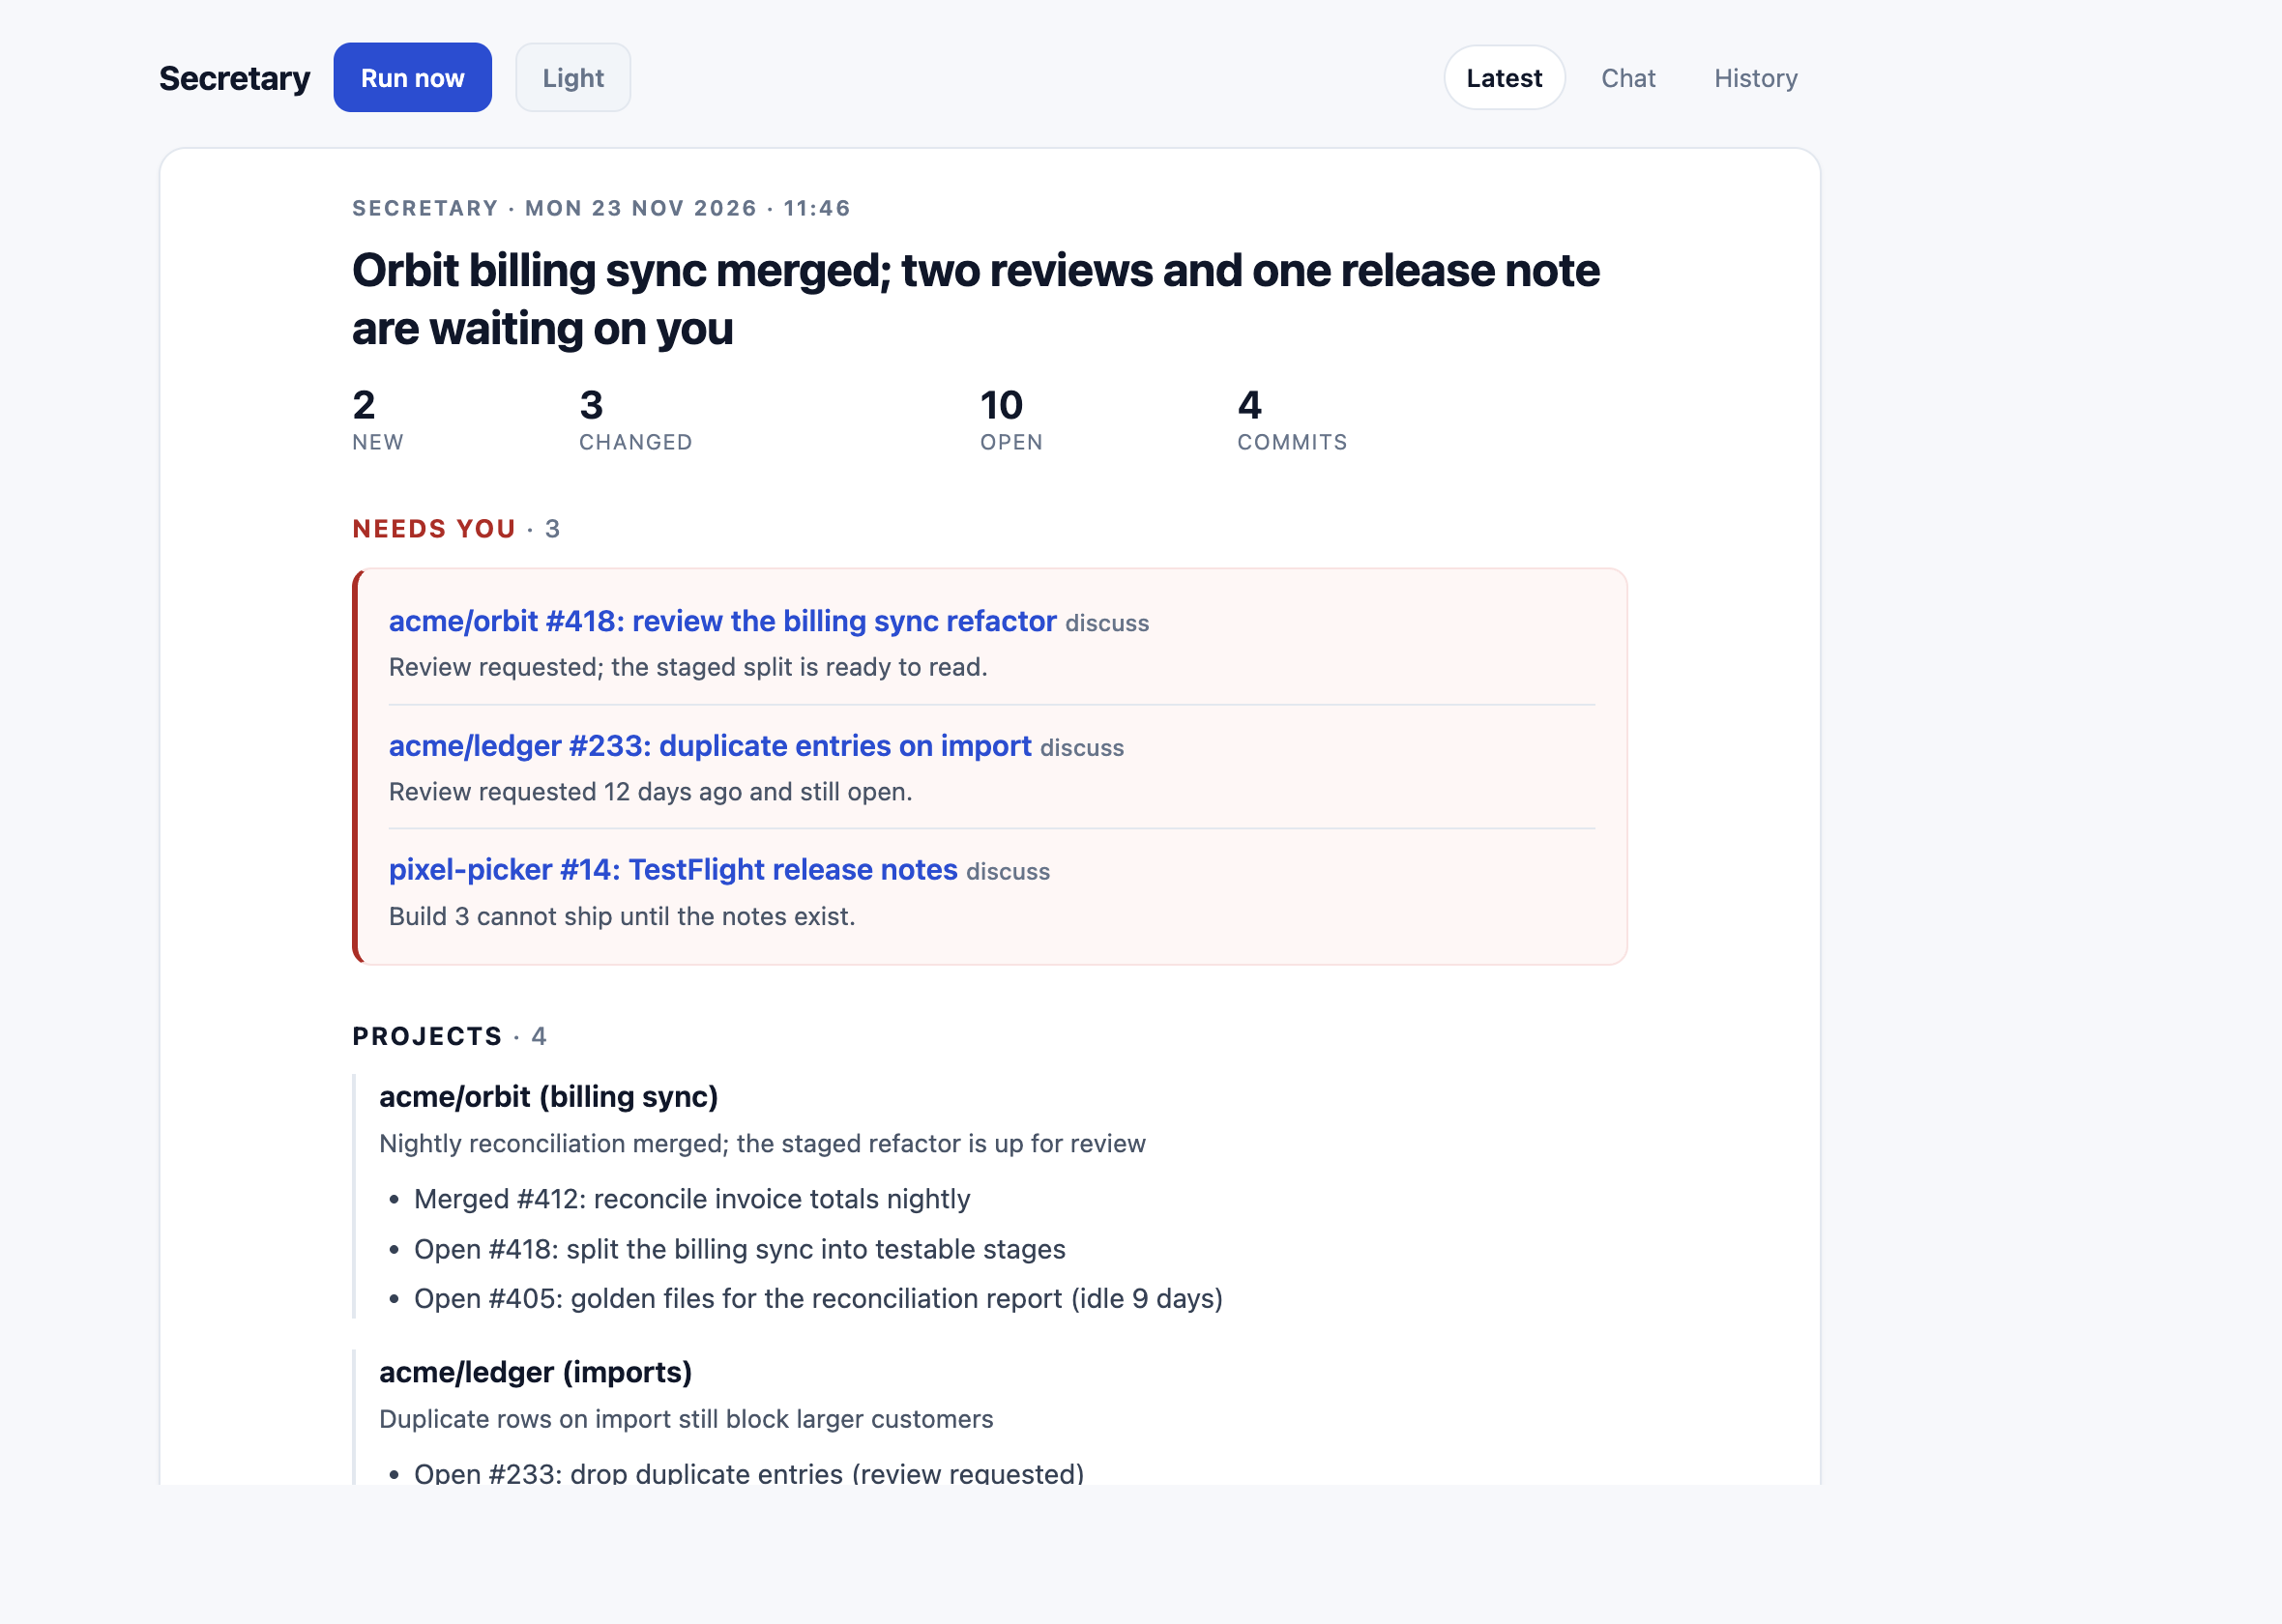 Secretary Run now Light Latest Chat History
SECRETARY · MON 23 NOV 2026 · 11:46
Orbit billing sync merged; two reviews and one release note
are waiting on you
2 3 10 4
NEW CHANGED OPEN COMMITS
NEEDS YOU · 3
acme/orbit #418: review the billing sync refactor discuss
Review requested; the staged split is ready to read.
acme/ledger #233: duplicate entries on import discuss
Review requested 12 days ago and still open.
pixel-picker #14: TestFlight release notes discuss
Build 3 cannot ship until the notes exist.
PROJECTS · 4
acme/orbit (billing sync)
Nightly reconciliation merged; the staged refactor is up for review
• Merged #412: reconcile invoice totals nightly
• Open #418: split the billing sync into testable stages
• Open #405: golden files for the reconciliation report (idle 9 days)
acme/ledger (imports)
Duplicate rows on import still block larger customers
• Open #233: drop duplicate entries (review requested)